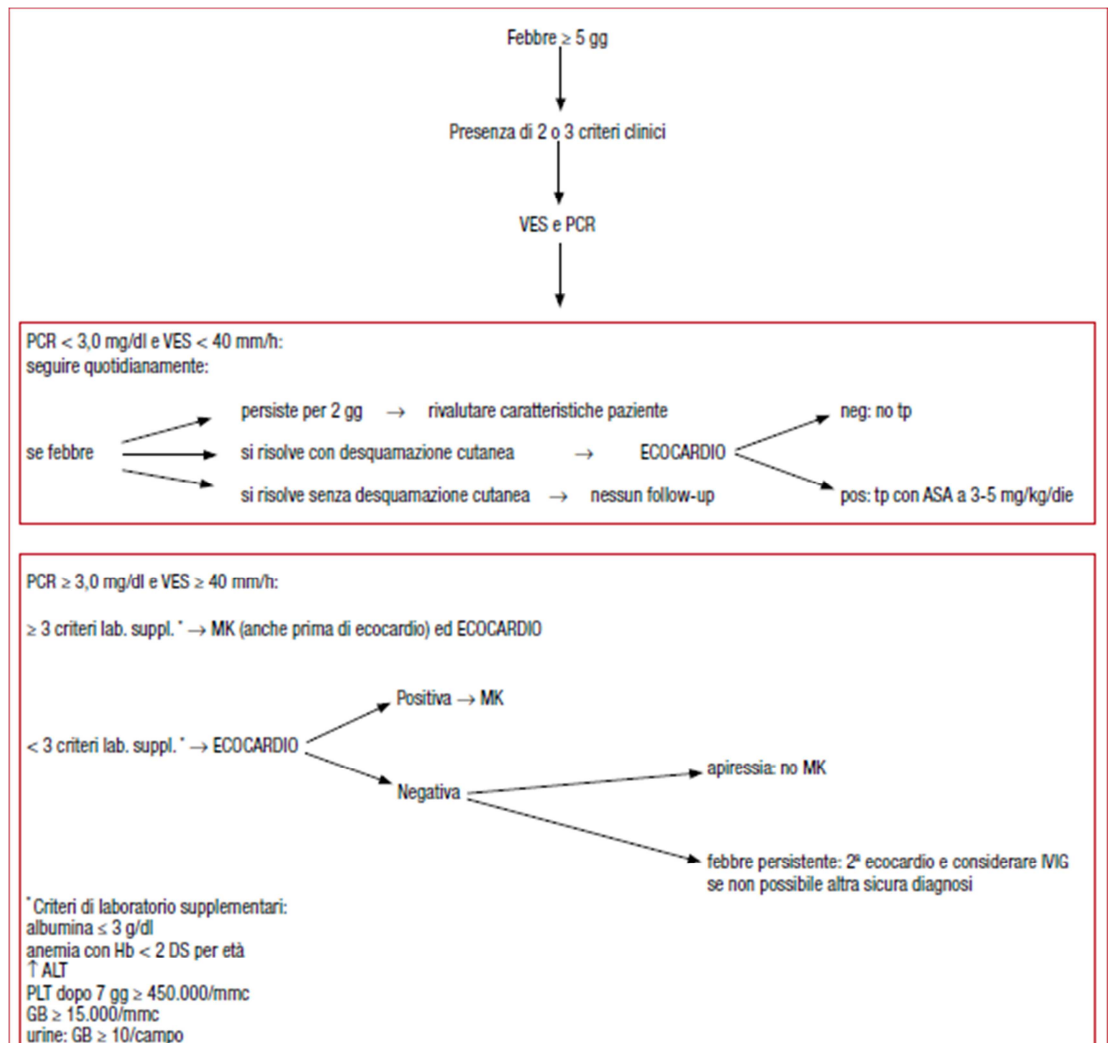 Febbre ≥ 5 gg
Presenza di 2 o 3 criteri clinici
VES e PCR
PCR < 3,0 mg/dl e VES < 40 mm/h:
seguire quotidianamente:
persiste per 2 gg → rivalutare caratteristiche paziente
neg: no tp
se febbre
si risolve con desquamazione cutanea → ECOCARDIO
si risolve senza desquamazione cutanea → nessun follow-up
pos: tp con ASA a 3-5 mg/kg/die
PCR ≥ 3,0 mg/dl e VES ≥ 40 mm/h:
≥ 3 criteri lab. suppl. * → MK (anche prima di ecocardio) ed ECOCARDIO
Positiva → MK
< 3 criteri lab. suppl. * → ECOCARDIO
apiressia: no MK
Negativa
febbre persistente: 2ª ecocardio e considerare IVIG
se non possibile altra sicura diagnosi
* Criteri di laboratorio supplementari:
albumina ≤ 3 g/dl
anemia con Hb < 2 DS per età
↑ ALT
PLT dopo 7 gg ≥ 450.000/mmc
GB ≥ 15.000/mmc
urine: GB ≥ 10/campo